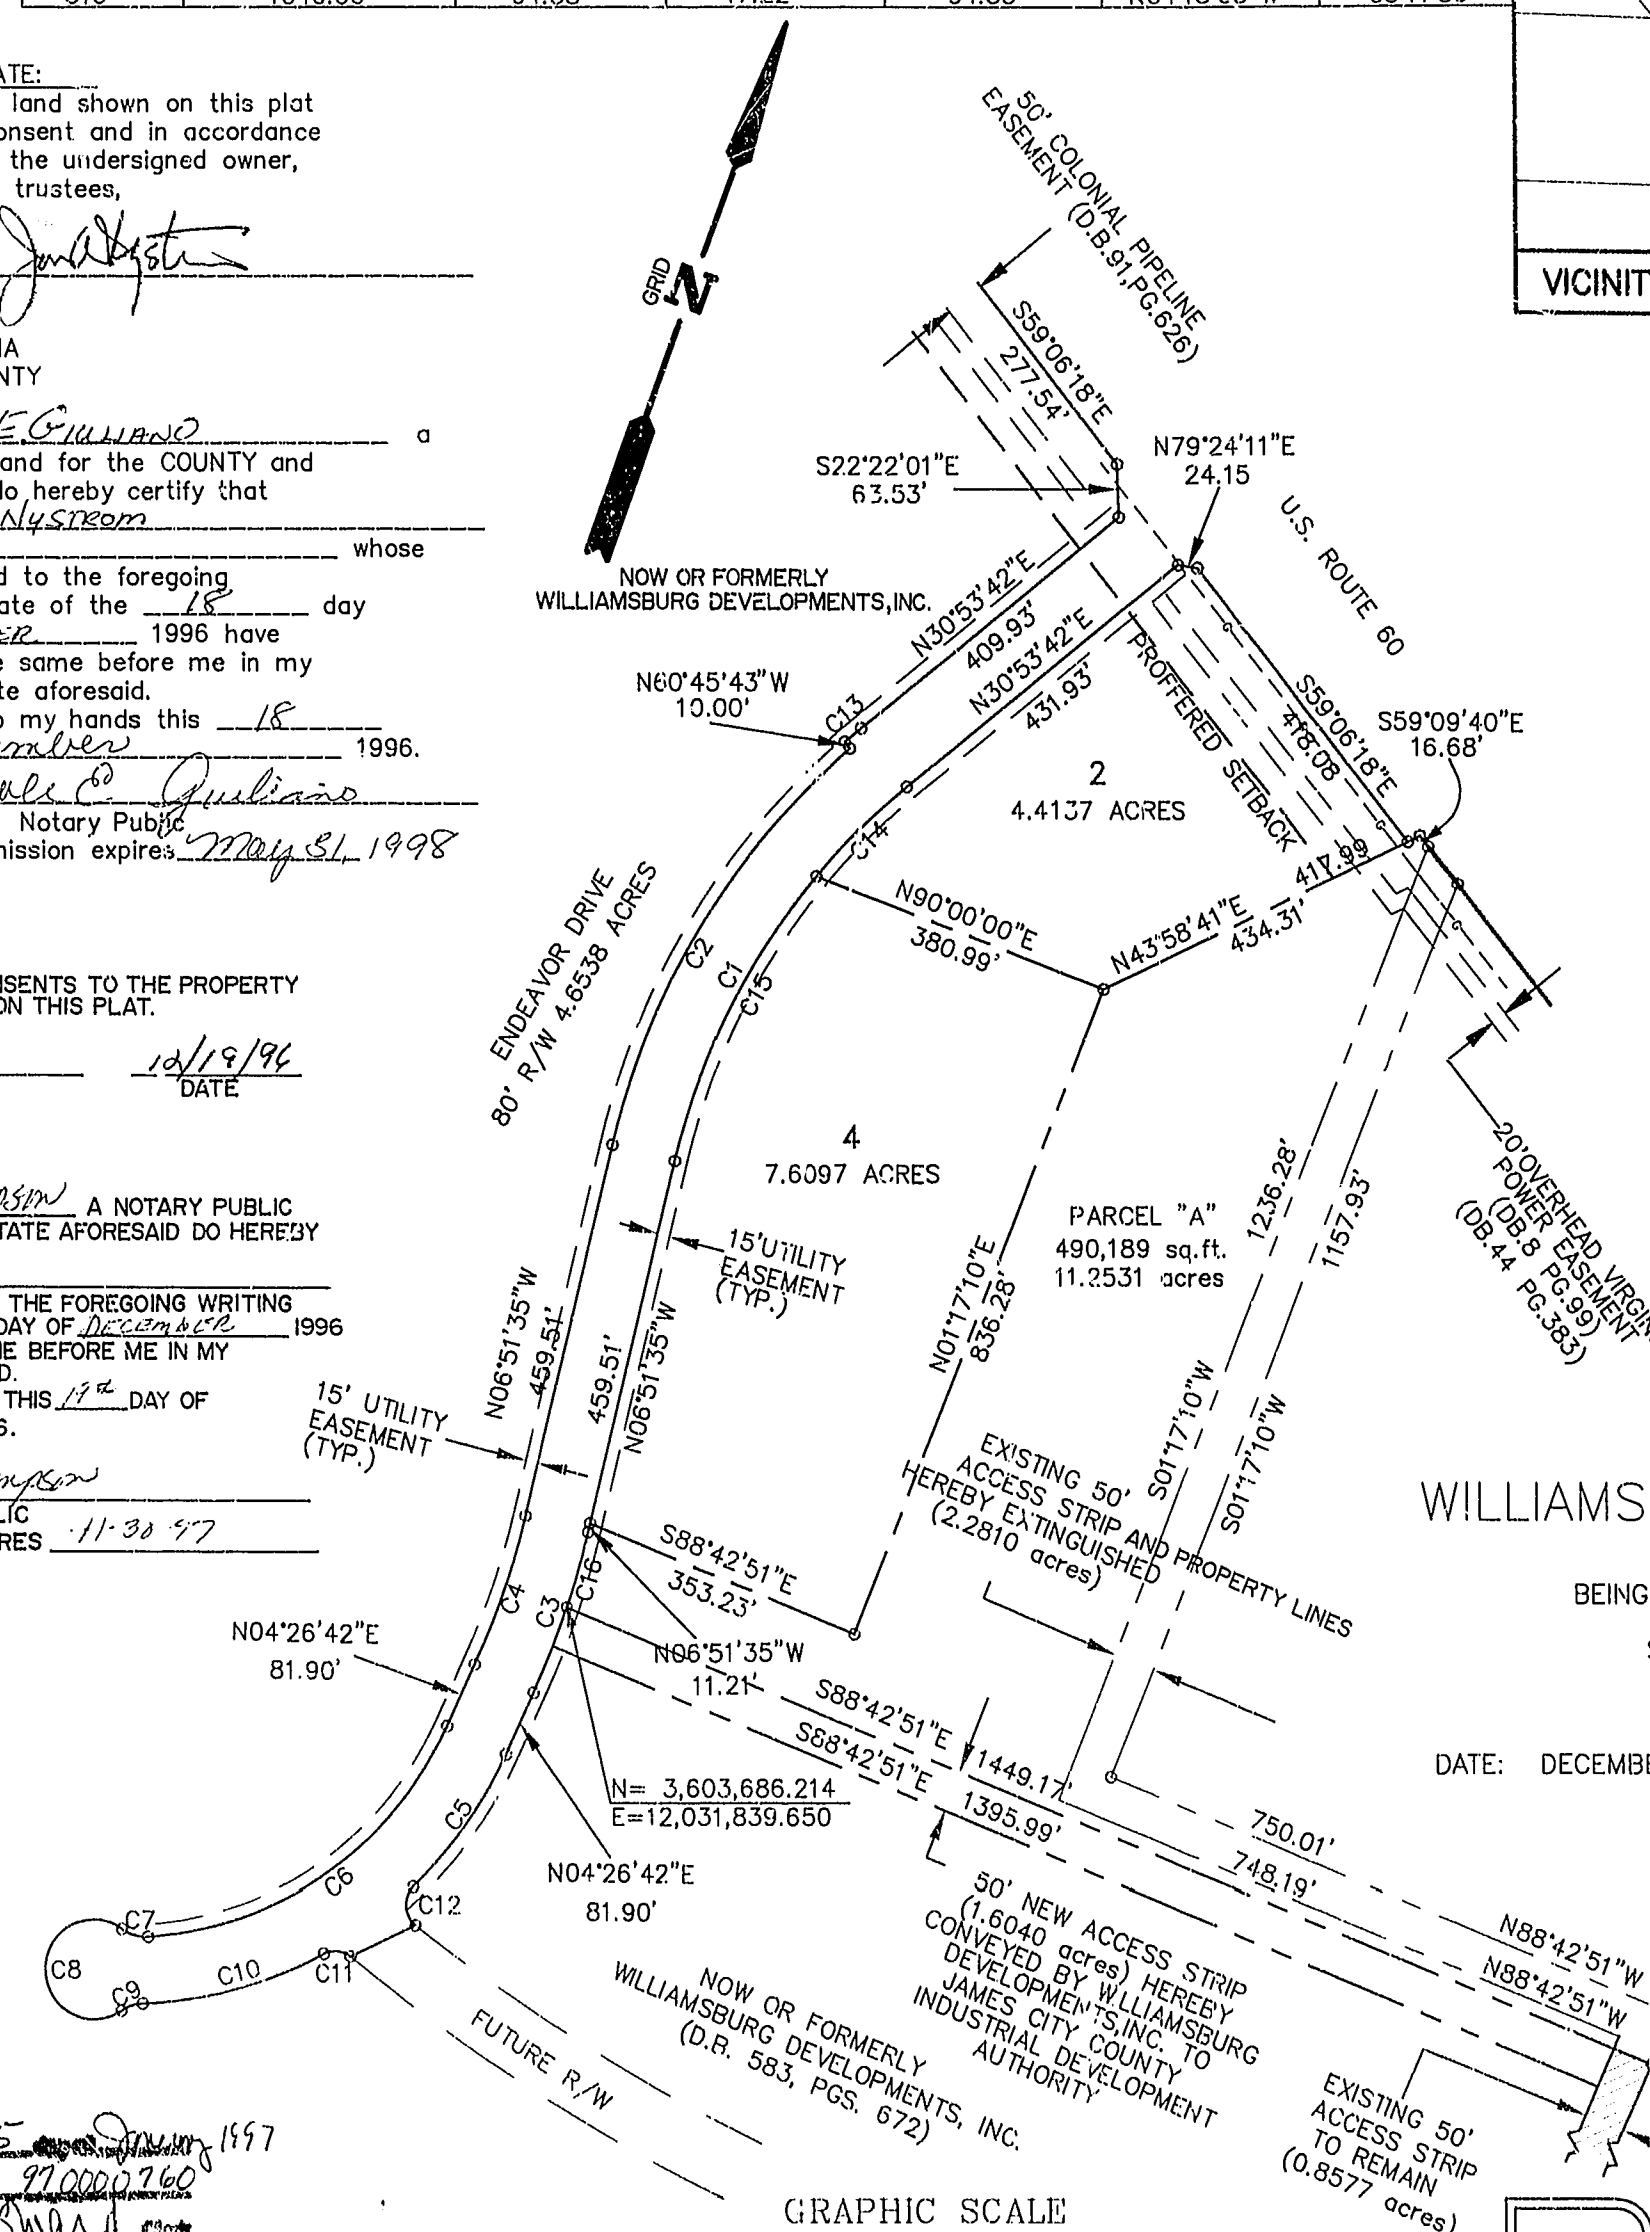 ATE:
land shown on this plat
onsent and in accordance
the undersigned owner,
trustees,
IA
NTY
E. GIULIANO a
and for the COUNTY and
do hereby certify that
Nystrom
whose
d to the foregoing
ate of the 18 day
ER 1996 have
e same before me in my
te aforesaid.
o my hands this 18
ember 1996.
Giuliano
Notary Public
mission expires May 31, 1998
NSENTS TO THE PROPERTY
ON THIS PLAT.
12/19/96
DATE
A NOTARY PUBLIC
TATE AFORESAID DO HEREBY
THE FOREGOING WRITING
DAY OF DECEMBER 1996
E BEFORE ME IN MY
D.
THIS 19th DAY OF
6.
LIC
RES 11-30-97
1997
970000760
GRID
N
50' COLONIAL PIPELINE
EASEMENT (D.B.91,PG.626)
S59°06'18"E
277.54'
S22°22'01"E
63.53'
N79°24'11"E
24.15
VICINIT
U.S. ROUTE 60
NOW OR FORMERLY
WILLIAMSBURG DEVELOPMENTS,INC.
N30°53'42"E
409.93'
N30°53'42"E
431.93'
PROFFERED SETBACK
S59°06'18"E
418.08
S59°09'40"E
16.68'
N60°45'43"W
10.00'
C13
2
4.4137 ACRES
C14
N90°00'00"E
380.99'
N43°58'41"E
434.31'
417.99
ENDEAVOR DRIVE
80' R/W 4.6538 ACRES
C2
C1
C15
4
7.6097 ACRES
PARCEL "A"
490,189 sq.ft.
11.2531 acres
1236.28'
1157.93'
S01°17'10"W
S01°17'10"W
20'OVERHEAD VIRGIN
POWER EASEMENT
(DB.8 PG.99)
(DB.44 PG.383)
15'UTILITY
EASEMENT
(TYP.)
N01°17'10"E
836.28'
N06°51'35"W
459.51'
459.51'
N06°51'35"W
15' UTILITY
EASEMENT
(TYP.)
EXISTING 50'
ACCESS STRIP AND PROPERTY LINES
HEREBY EXTINGUISHED
(2.2810 acres)
WILLIAMS
BEING
DATE: DECEMBE
S88°42'51"E
353.23'
C4
C3
C16
N04°26'42"E
81.90'
N06°51'35"W
11.21'
S88°42'51"E 1449.17'
S88°42'51"E 1395.99'
N= 3,603,686.214
E=12,031,839.650
750.01'
748.19'
N88°42'51"W
N88°42'51"W
N04°26'42"E
81.90'
C5
C6
C12
C7
C8
C9
C10
C11
FUTURE R/W
NOW OR FORMERLY
WILLIAMSBURG DEVELOPMENTS, INC.
(D.B. 583, PGS. 672)
50' NEW ACCESS STRIP
(1.6040 acres) HEREBY
CONVEYED BY WILLIAMSBURG
DEVELOPMENTS,INC. TO
JAMES CITY COUNTY
INDUSTRIAL DEVELOPMENT
AUTHORITY
EXISTING 50'
ACCESS STRIP
TO REMAIN
(0.8577 acres)
GRAPHIC SCALE